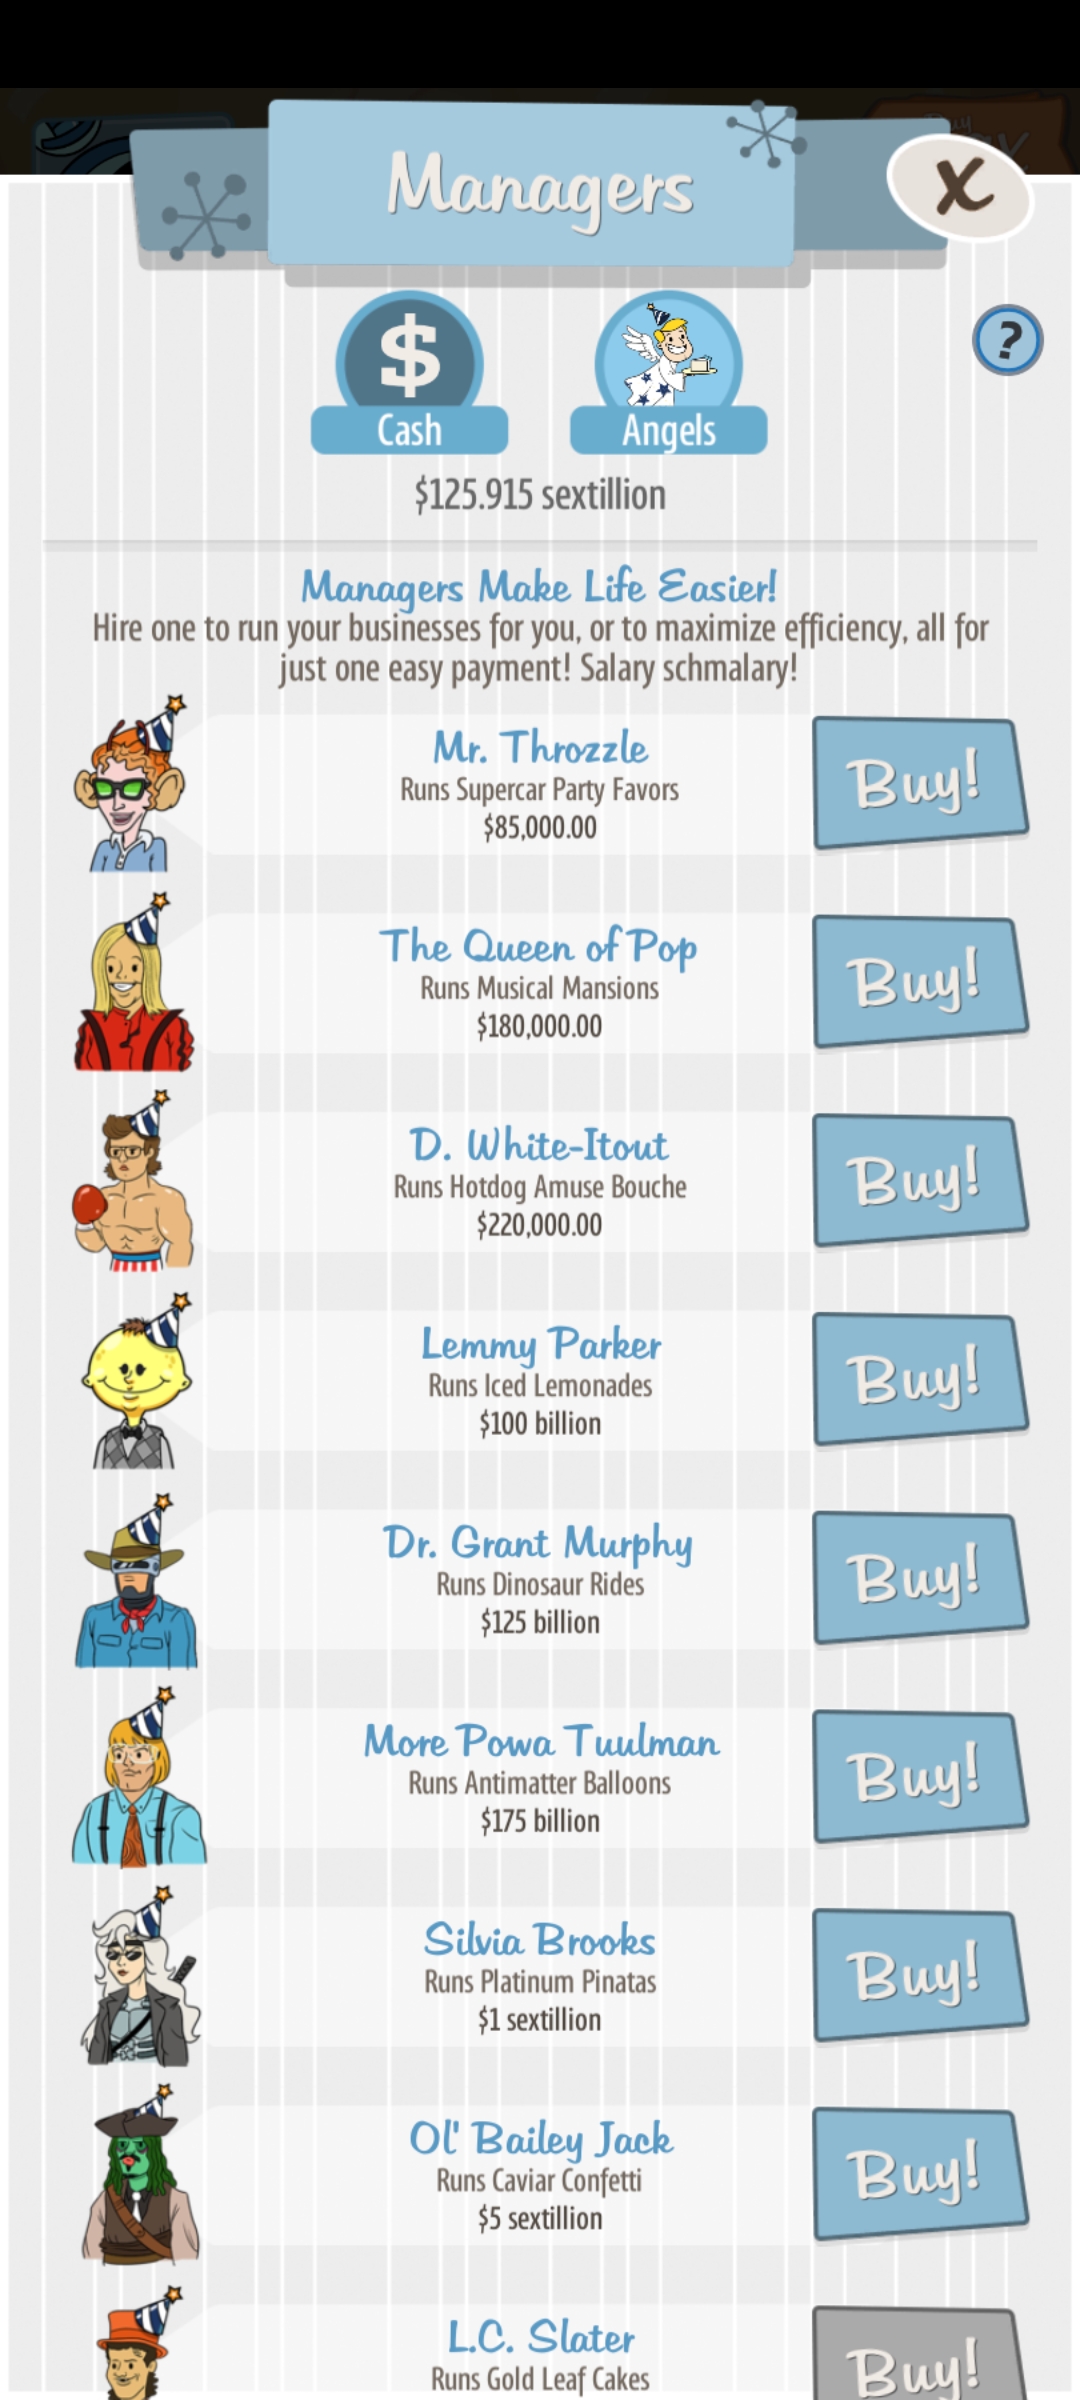 Buy
Managers
X
?
$
Cash
Angels
$125.915 sextillion
Managers Make Life Easier!
Hire one to run your businesses for you, or to maximize efficiency, all for
just one easy payment! Salary schmalary!
Mr. Throzzle
Runs Supercar Party Favors
$85,000.00
Buy!
The Queen of Pop
Runs Musical Mansions
$180,000.00
Buy!
D. White-Itout
Runs Hotdog Amuse Bouche
$220,000.00
Buy!
Lemmy Parker
Runs Iced Lemonades
$100 billion
Buy!
Dr. Grant Murphy
Runs Dinosaur Rides
$125 billion
Buy!
More Powa Tuulman
Runs Antimatter Balloons
$175 billion
Buy!
Silvia Brooks
Runs Platinum Pinatas
$1 sextillion
Buy!
Ol' Bailey Jack
Runs Caviar Confetti
$5 sextillion
Buy!
L.C. Slater
Runs Gold Leaf Cakes
Buy!